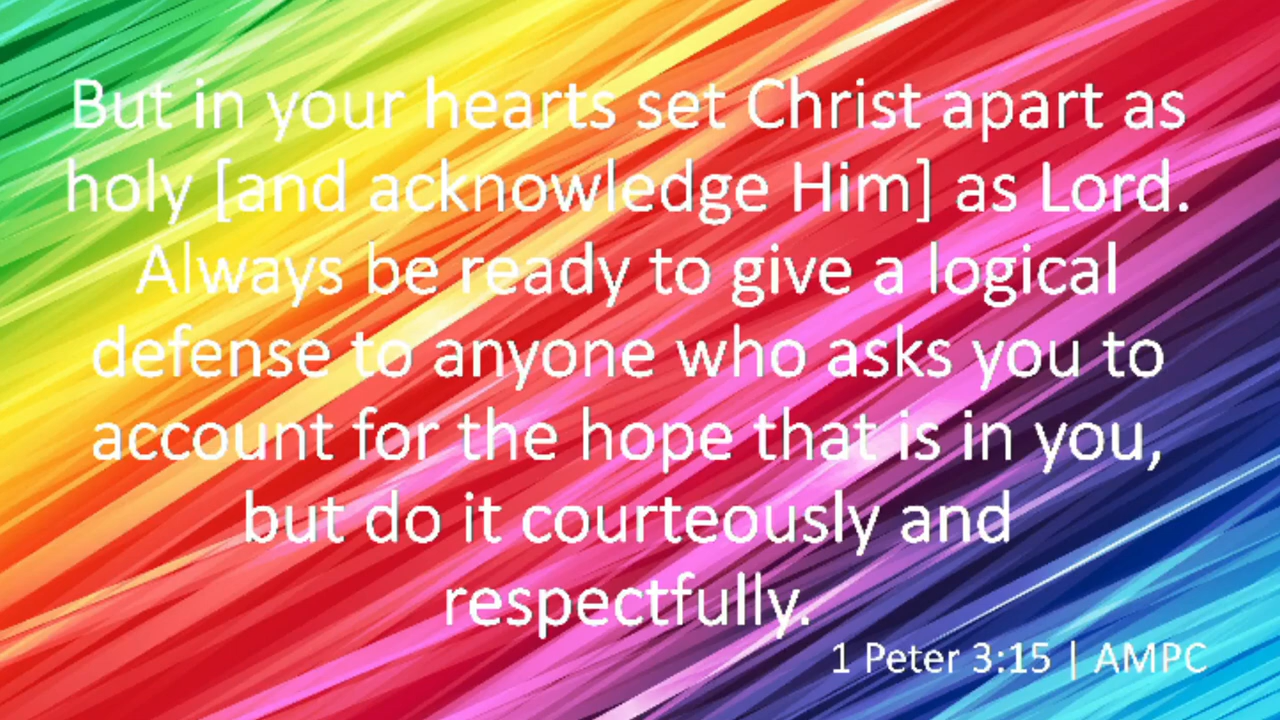 But in your hearts set Christ apart as
holy [and acknowledge Him] as Lord.
Always be ready to give a logical
defense to anyone who asks you to
account for the hope that is in you,
but do it courteously and
respectfully.
1 Peter 3:15 | AMPC